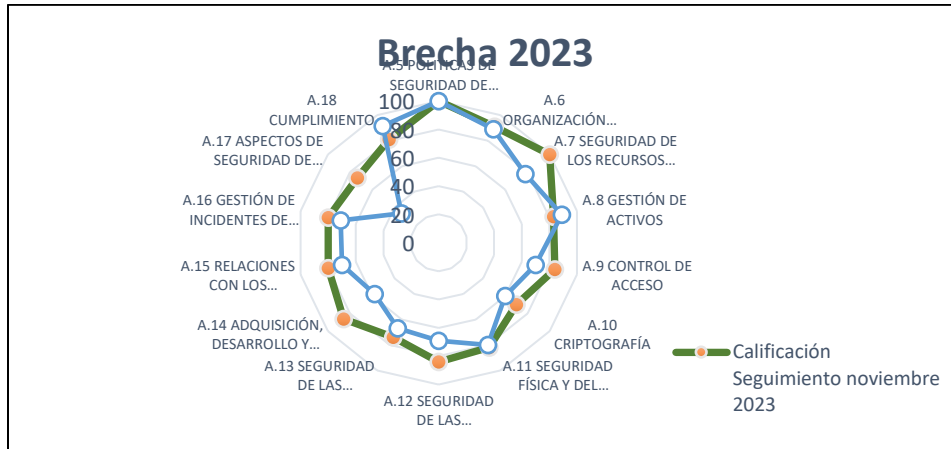 Brecha 2023
A.5 POLÍTICAS DE
SEGURIDAD DE...
A.6
ORGANIZACIÓN...
A.7 SEGURIDAD DE
LOS RECURSOS...
A.8 GESTIÓN DE
ACTIVOS
A.9 CONTROL DE
ACCESO
A.10
CRIPTOGRAFÍA
A.11 SEGURIDAD
FÍSICA Y DEL...
A.12 SEGURIDAD
DE LAS...
A.13 SEGURIDAD
DE LAS...
A.14 ADQUISICIÓN,
DESARROLLO Y...
A.15 RELACIONES
CON LOS...
A.16 GESTIÓN DE
INCIDENTES DE...
A.17 ASPECTOS DE
SEGURIDAD DE...
A.18
CUMPLIMIENTO
100
80
60
40
20
0
Calificación
Seguimiento noviembre
2023